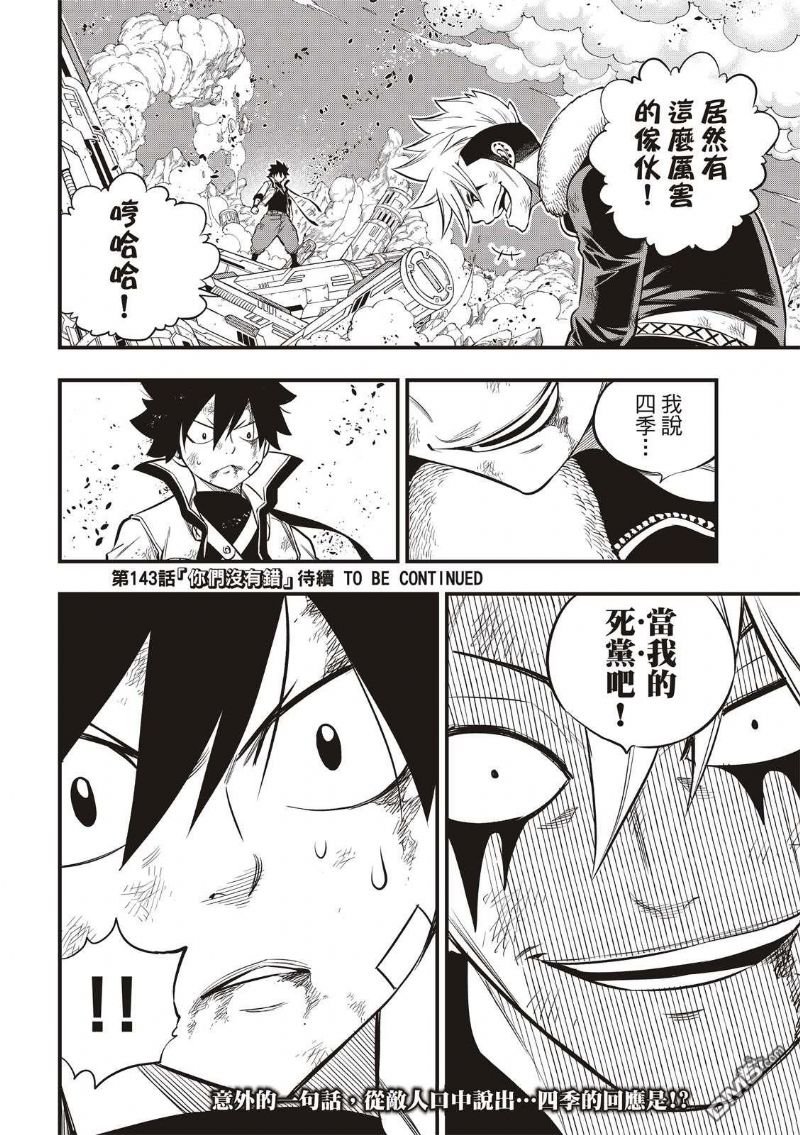 居然有
這麼厲害
的傢伙！
哼哈哈！
我說
四季…
第143話「你們沒有錯」待續 TO BE CONTINUED
當我的
死黨吧！
!!
意外的一句話，從敵人口中說出…四季的回應是!?